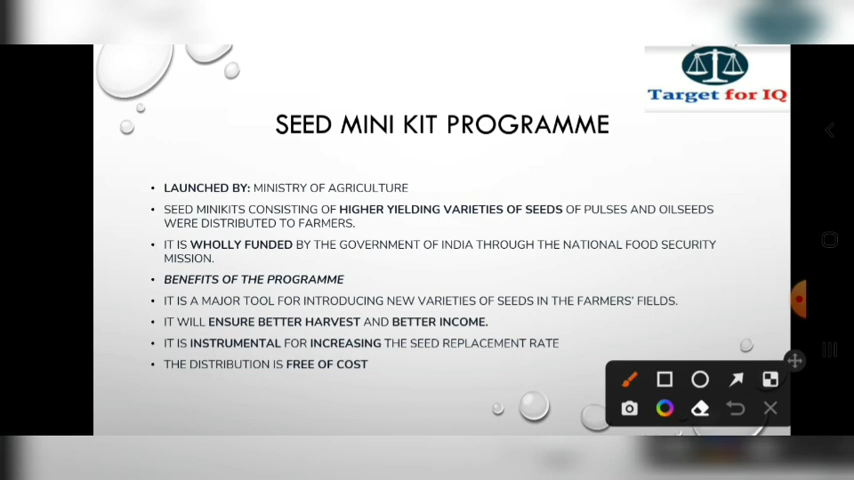 Target for IQ
SEED MINI KIT PROGRAMME
• LAUNCHED BY: MINISTRY OF AGRICULTURE
• SEED MINIKITS CONSISTING OF HIGHER YIELDING VARIETIES OF SEEDS OF PULSES AND OILSEEDS
WERE DISTRIBUTED TO FARMERS.
• IT IS WHOLLY FUNDED BY THE GOVERNMENT OF INDIA THROUGH THE NATIONAL FOOD SECURITY
MISSION.
• BENEFITS OF THE PROGRAMME
• IT IS A MAJOR TOOL FOR INTRODUCING NEW VARIETIES OF SEEDS IN THE FARMERS' FIELDS.
• IT WILL ENSURE BETTER HARVEST AND BETTER INCOME.
• IT IS INSTRUMENTAL FOR INCREASING THE SEED REPLACEMENT RATE
• THE DISTRIBUTION IS FREE OF COST